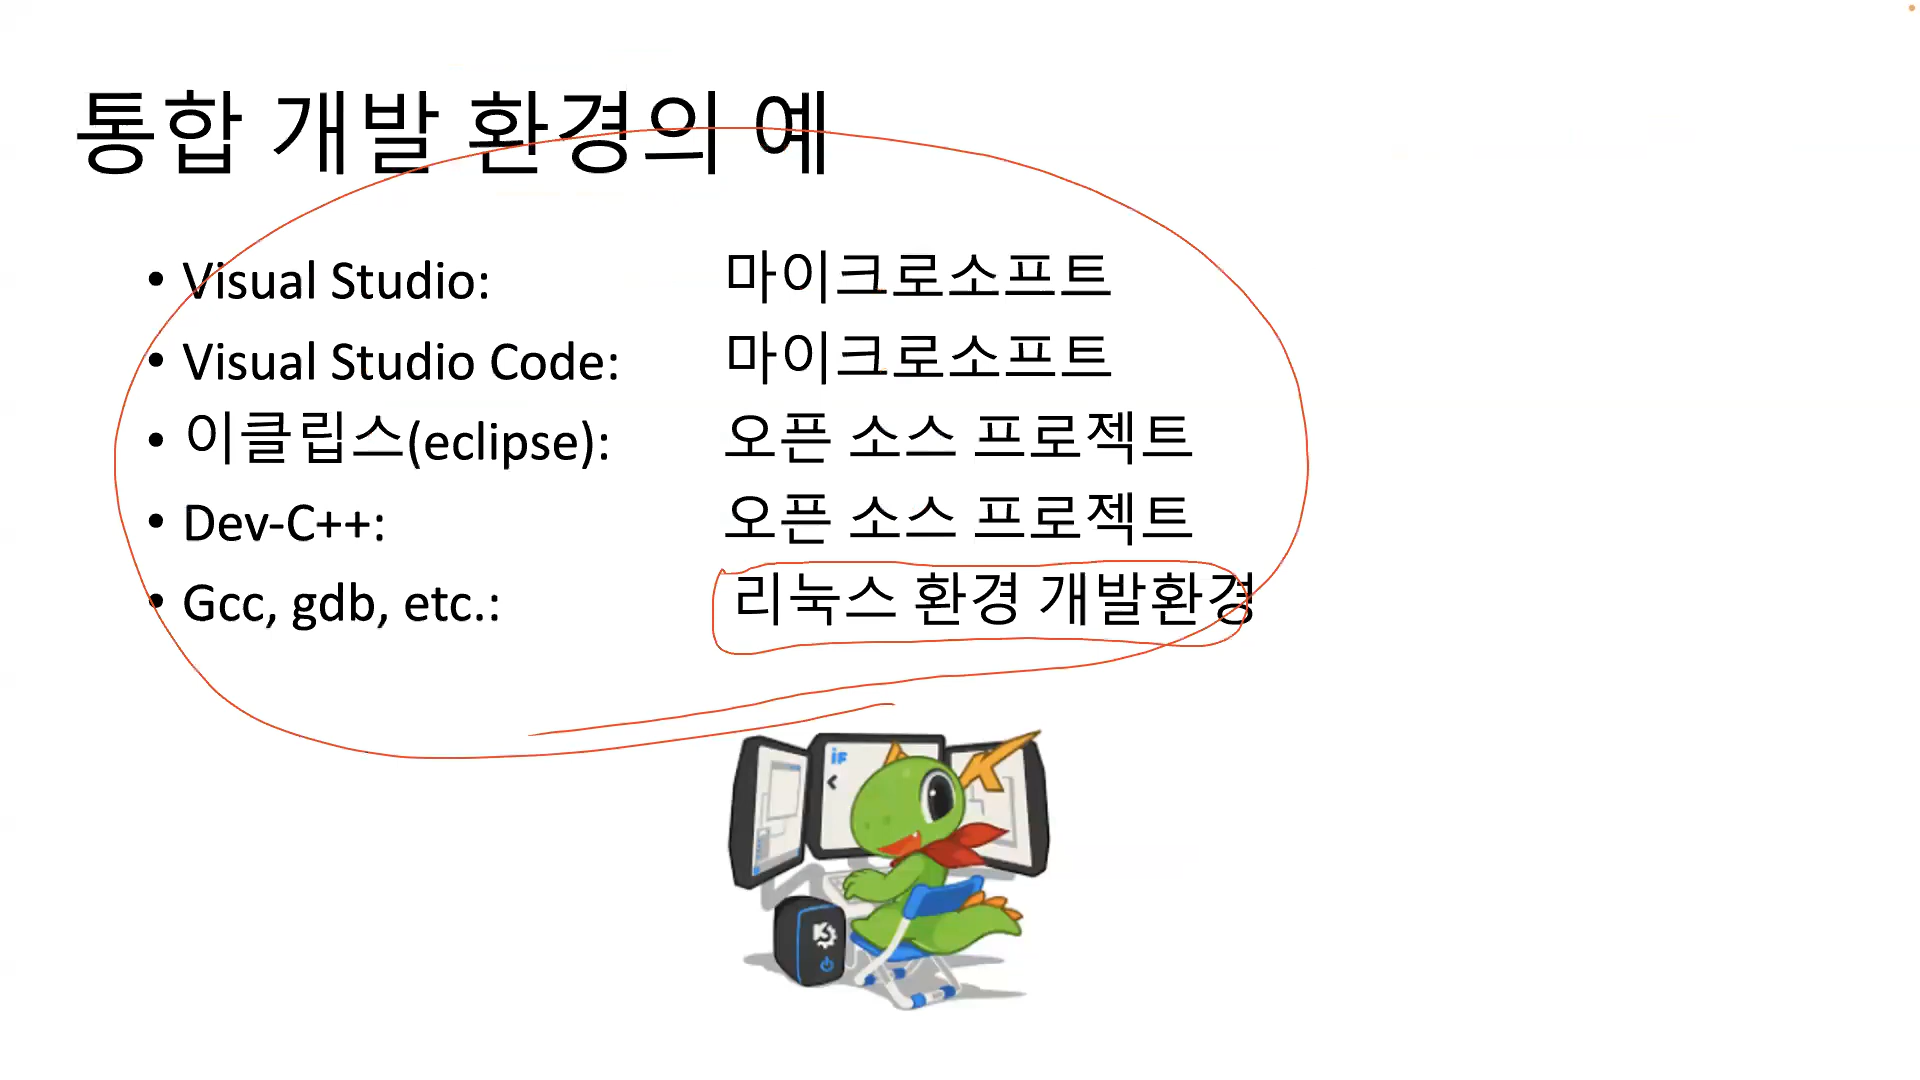 통합 개발 환경의 예
• Visual Studio: 마이크로소프트
• Visual Studio Code: 마이크로소프트
• 이클립스(eclipse): 오픈 소스 프로젝트
• Dev-C++: 오픈 소스 프로젝트
• Gcc, gdb, etc.: 리눅스 환경 개발환경
iF
<